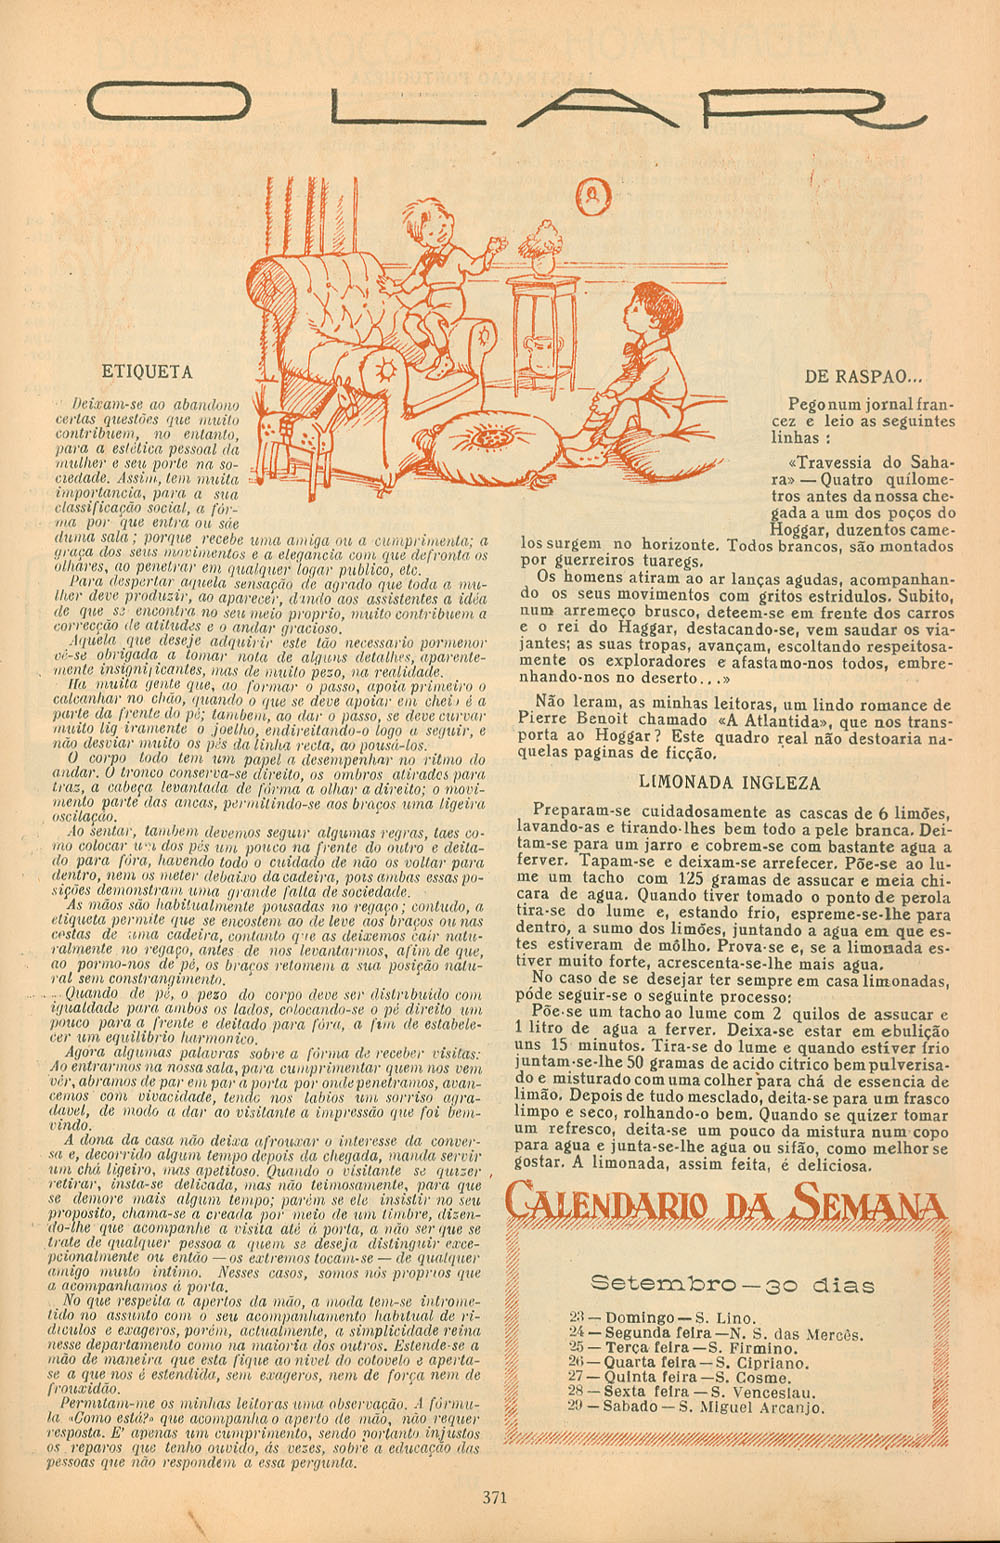 O LAR
ETIQUETA
Deixam-se ao abandono
certas questões que muito
contribuem, no entanto,
para a estética pessoal da
mulher e seu porte na so-
ciedade. Assim, tem muita
importancia, para a sua
classificação social, a fór-
ma por que entra ou sáe
duma sala; porque recebe uma amiga ou a cumprimenta; a
graça dos seus movimentos e a elegancia com que defronta os
olhares, ao penetrar em qualquer logar publico, etc.
Para despertar aquela sensação de agrado que toda a mu-
lher deve produzir, ao aparecer, dando aos assistentes a idéa
de que se encontra no seu meio proprio, muito contribuem a
correcção de atitudes e o andar gracioso.
Aquela que deseje adquirir este tão necessario pormenor
vê-se obrigada a tomar nota de alguns detalhes, aparente-
mente insignificantes, mas de muito pezo, na realidade.
Ha muita gente que, ao formar o passo, apoia primeiro o
calcanhar no chão, quando o que se deve apoiar em cheio é a
parte da frente do pé; tambem, ao dar o passo, se deve curvar
muito lig iramente o joelho, endireitando-o logo a seguir, e
não desviar muito os pés da linha recta, ao pousá-los.
O corpo todo tem um papel a desempenhar no ritmo do
andar. O tronco conserva-se direito, os ombros atirados para
traz, a cabeça levantada de fórma a olhar a direito; o movi-
mento parte das ancas, permitindo-se aos braços uma ligeira
oscilação.
Ao sentar, tambem devemos seguir algumas regras, taes co-
mo colocar um dos pés um pouco na frente do outro e deita-
do para fóra, havendo todo o cuidado de não os voltar para
dentro, nem os meter debaixo da cadeira, pois ambas essas po-
sições demonstram uma grande falta de sociedade.
As mãos são habitualmente pousadas no regaço; contudo, a
etiqueta permite que se encostem ao de leve aos braços ou nas
costas de uma cadeira, contanto que as deixemos cair natu-
ralmente no regaço, antes de nos levantarmos, afim de que,
ao pormo-nos de pé, os braços retomem a sua posição natu-
ral sem constrangimento.
Quando de pé, o pezo do corpo deve ser distribuido com
igualdade para ambos os lados, colocando-se o pé direito um
pouco para a frente e deitado para fóra, a fim de estabele-
cer um equilibrio harmonico.
Agora algumas palavras sobre a fórma de receber visitas:
Ao entrarmos na nossa sala, para cumprimentar quem nos vem
vêr, abramos de par em par a porta por onde penetramos, avan-
cemos com vivacidade, tendo nos labios um sorriso agra-
davel, de modo a dar ao visitante a impressão que foi bem-
vindo.
A dona da casa não deixa afrouxar o interesse da conver-
sa e, decorrido algum tempo depois da chegada, manda servir
um chá ligeiro, mas apetitoso. Quando o visitante se quizer
retirar, insta-se delicada, mas não teimosamente, para que
se demore mais algum tempo; parém se ele insistir no seu
proposito, chama-se a creada por meio de um timbre, dizen-
do-lhe que acompanhe a visita até á porta, a não ser que se
trate de qualquer pessoa a quem se deseja distinguir exce-
pcionalmente ou então — os extremos tocam-se — de qualquer
amigo muito intimo. Nesses casos, somos nós proprios que
a acompanhamos á porta.
No que respeita a apertos da mão, a moda tem-se introme-
tido no assunto com o seu acompanhamento habitual de ri-
diculos e exageros, porém, actualmente, a simplicidade reina
nesse departamento como na maioria dos outros. Estende-se a
mão de maneira que esta fique ao nivel do cotovelo e aperta-
se a que nos é estendida, sem exageros, nem de força nem de
frouxidão.
Permitam-me os minhas leitoras uma observação. A fórmu-
la «Como está?» que acompanha o aperto de mão, não requer
resposta. E' apenas um cumprimento, sendo portanto injustos
os reparos que tenho ouvido, ás vezes, sobre a educação das
pessoas que não respondem a essa pergunta.
DE RASPAO...
Pego num jornal fran-
cez e leio as seguintes
linhas :
«Travessia do Saha-
ra» — Quatro quílome-
tros antes da nossa che-
gada a um dos poços do
Hoggar, duzentos came-
los surgem no horizonte. Todos brancos, são montados
por guerreiros tuaregs.
Os homens atiram ao ar lanças agudas, acompanhan-
do os seus movimentos com gritos estridulos. Subito,
num arremeço brusco, deteem-se em frente dos carros
e o rei do Haggar, destacando-se, vem saudar os via-
jantes; as suas tropas, avançam, escoltando respeitosa-
mente os exploradores e afastamo-nos todos, embre-
nhando-nos no deserto...»
Não leram, as minhas leitoras, um lindo romance de
Pierre Benoit chamado «A Atlantida», que nos trans-
porta ao Hoggar? Este quadro real não destoaria na-
quelas paginas de ficção.
LIMONADA INGLEZA
Preparam-se cuidadosamente as cascas de 6 limões,
lavando-as e tirando-lhes bem todo a pele branca. Dei-
tam-se para um jarro e cobrem-se com bastante agua a
ferver. Tapam-se e deixam-se arrefecer. Põe-se ao lu-
me um tacho com 125 gramas de assucar e meia chi-
cara de agua. Quando tiver tomado o ponto de perola
tira-se do lume e, estando frio, espreme-se-lhe para
dentro, a sumo dos limões, juntando a agua em que es-
tes estiveram de môlho. Prova-se e, se a limonada es-
tiver muito forte, acrescenta-se-lhe mais agua.
No caso de se desejar ter sempre em casa limonadas,
póde seguir-se o seguinte processo:
Põe-se um tacho ao lume com 2 quilos de assucar e
1 litro de agua a ferver. Deixa-se estar em ebulição
uns 15 minutos. Tira-se do lume e quando estiver frio
juntam-se-lhe 50 gramas de acido citrico bem pulverisa-
do e misturado com uma colher para chá de essencia de
limão. Depois de tudo mesclado, deita-se para um frasco
limpo e seco, rolhando-o bem. Quando se quizer tomar
um refresco, deita-se um pouco da mistura num copo
para agua e junta-se-lhe agua ou sifão, como melhor se
gostar. A limonada, assim feita, é deliciosa.
CALENDARIO DA SEMANA
Setembro — 30 dias
23 — Domingo — S. Lino.
24 — Segunda feira — N. S. das Mercês.
25 — Terça feira — S. Firmino.
26 — Quarta feira — S. Cipriano.
27 — Quinta feira — S. Cosme.
28 — Sexta feira — S. Venceslau.
29 — Sabado — S. Miguel Arcanjo.
371